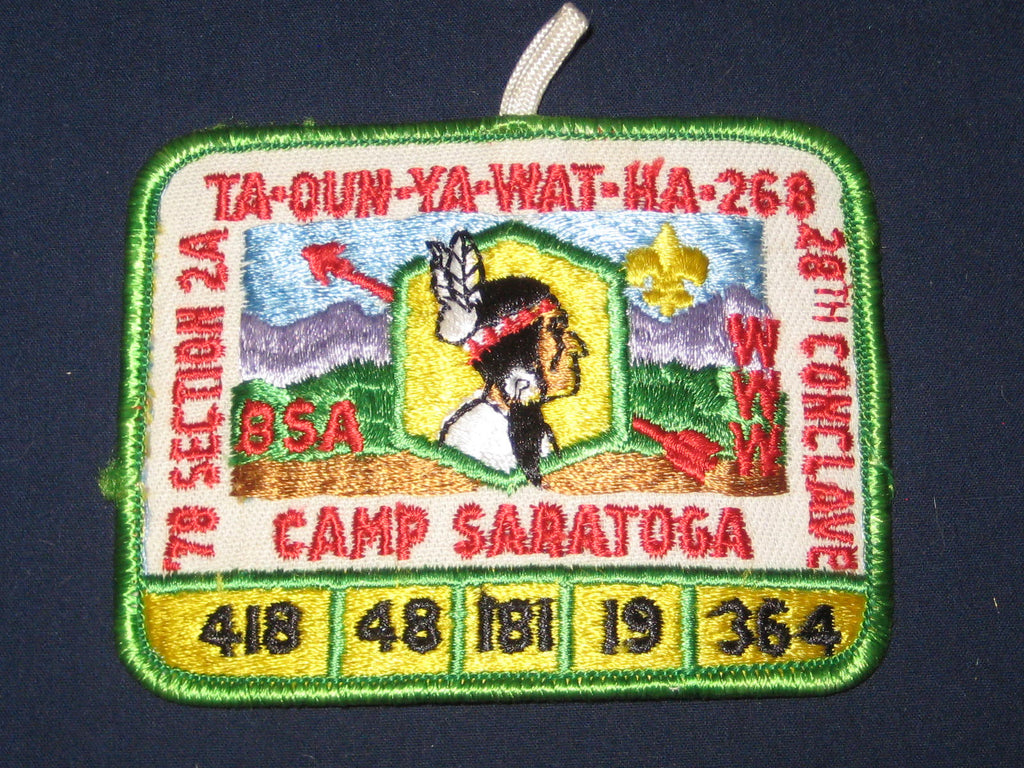 TA-OUN-YA-WAT-HA-268
'78 SECTION 2A
28TH CONCLAVE
BSA
WWW
CAMP SARATOGA
418 48 181 19 364